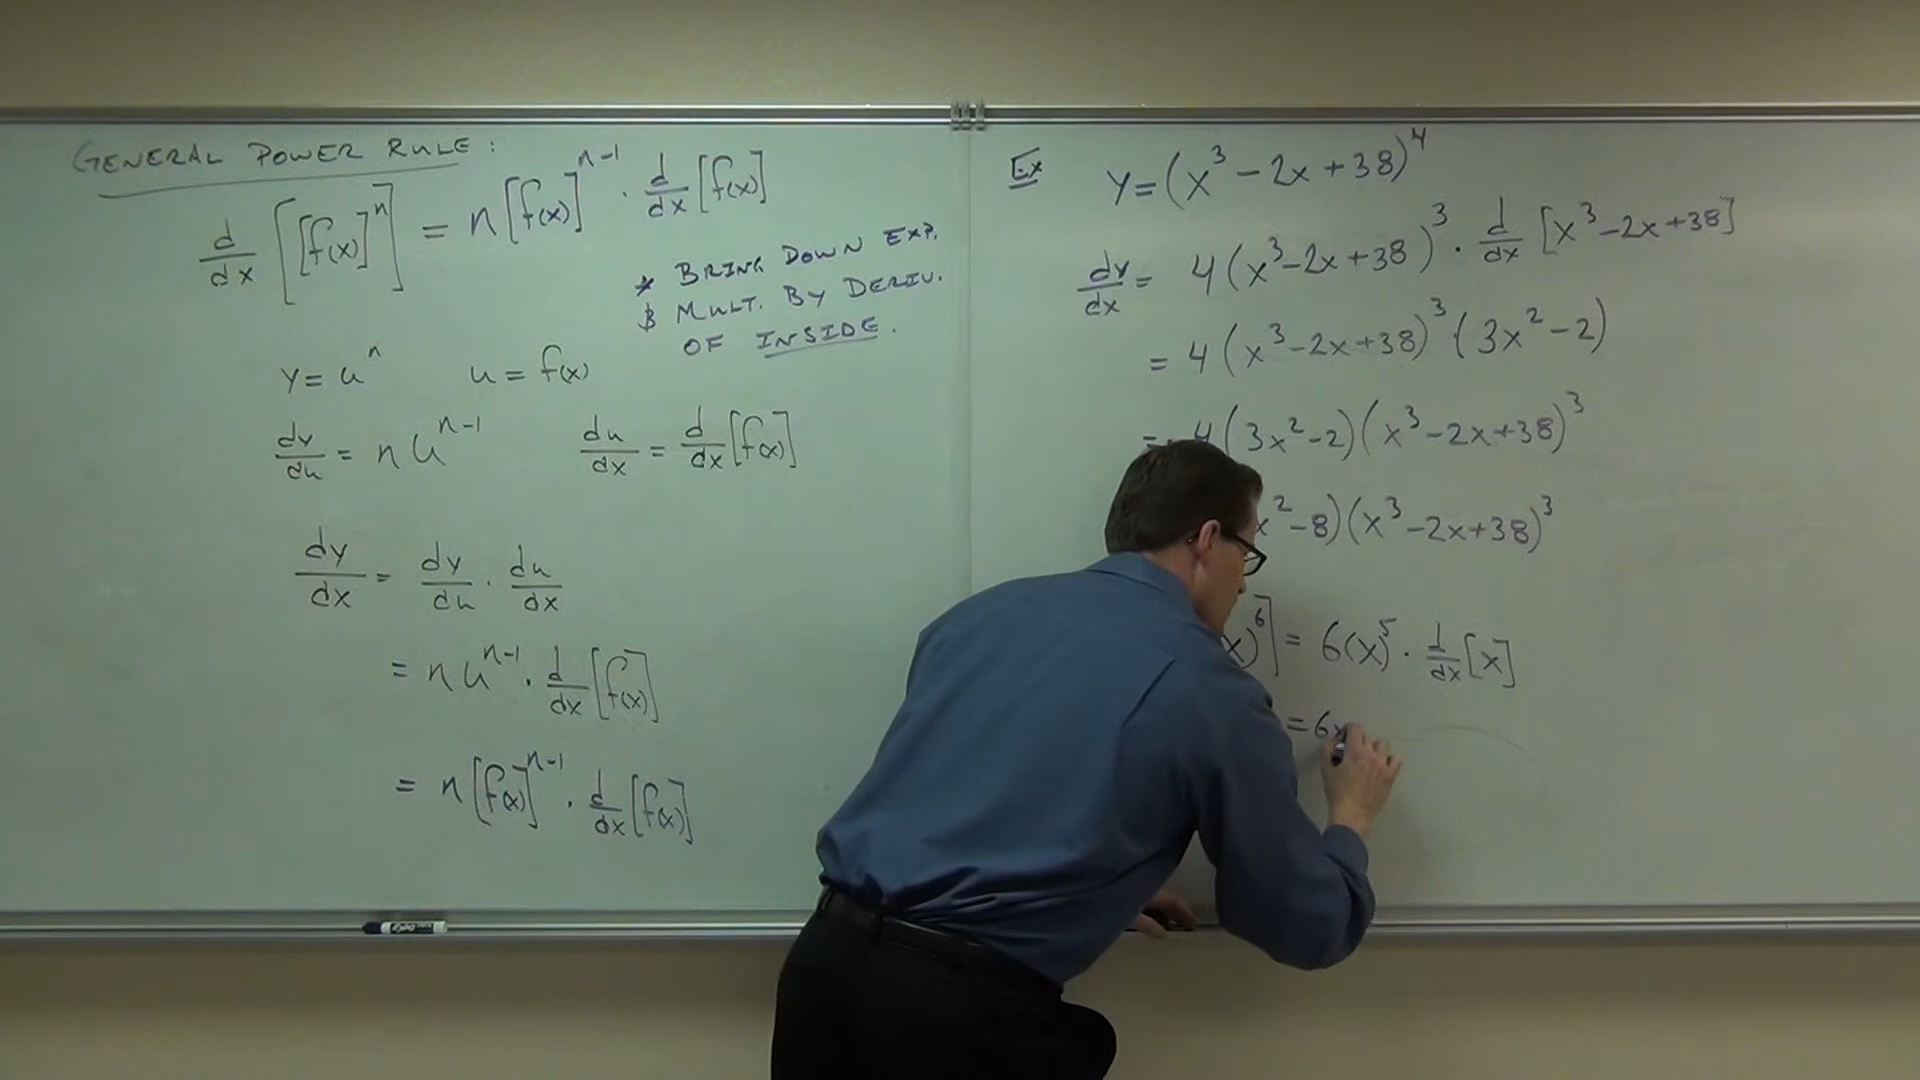 GENERAL POWER RULE:
d/dx [[f(x)]^n] = n[f(x)]^(n-1) · d/dx [f(x)]
* BRING DOWN EXP.
& MULT. BY DERIV.
OF INSIDE.
y = u^n   u = f(x)
dy/du = n u^(n-1)   du/dx = d/dx [f(x)]
dy/dx = dy/du · du/dx
= n u^(n-1) · d/dx [f(x)]
= n [f(x)]^(n-1) · d/dx [f(x)]
Ex   y = (x^3 - 2x + 38)^4
dy/dx = 4(x^3 - 2x + 38)^3 · d/dx [x^3 - 2x + 38]
= 4(x^3 - 2x + 38)^3 (3x^2 - 2)
= 4(3x^2 - 2)(x^3 - 2x + 38)^3
x^2 - 8)(x^3 - 2x + 38)^3
x)^6] = 6(x)^5 · d/dx [x]
= 6x